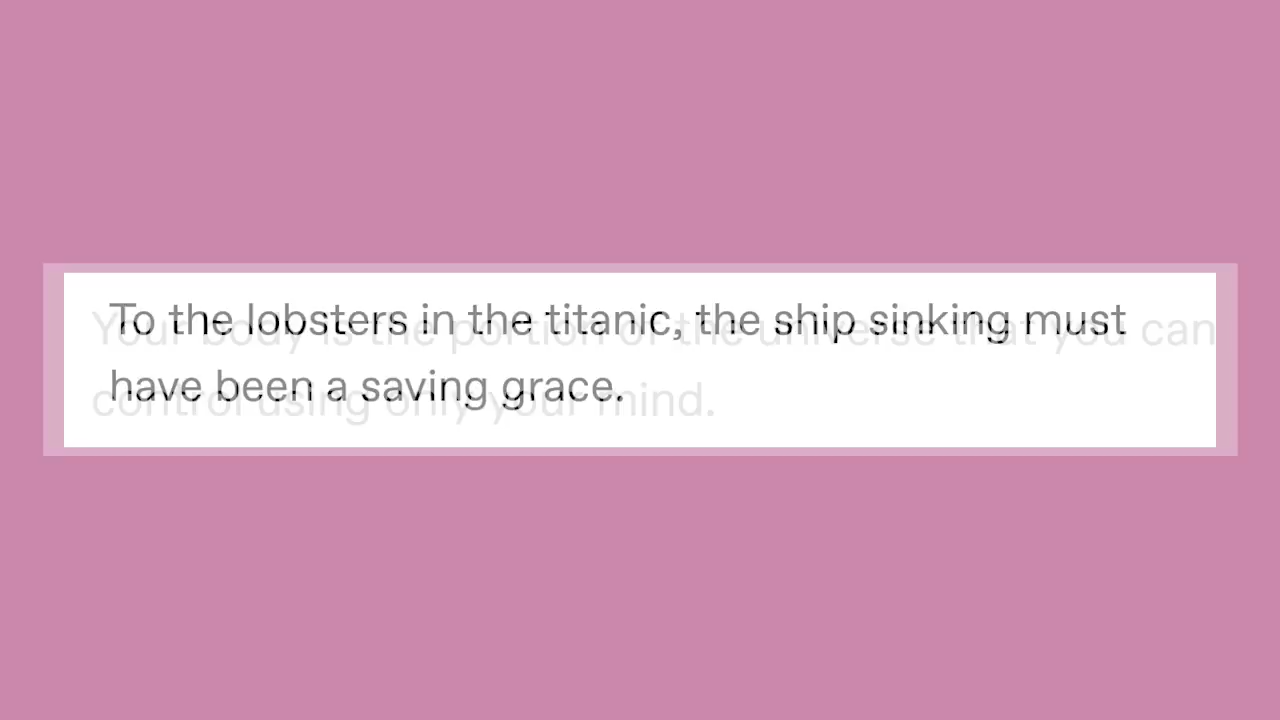 To the lobsters in the titanic, the ship sinking must
have been a saving grace.
Your body is the portion of the universe that you can
control using only your mind.